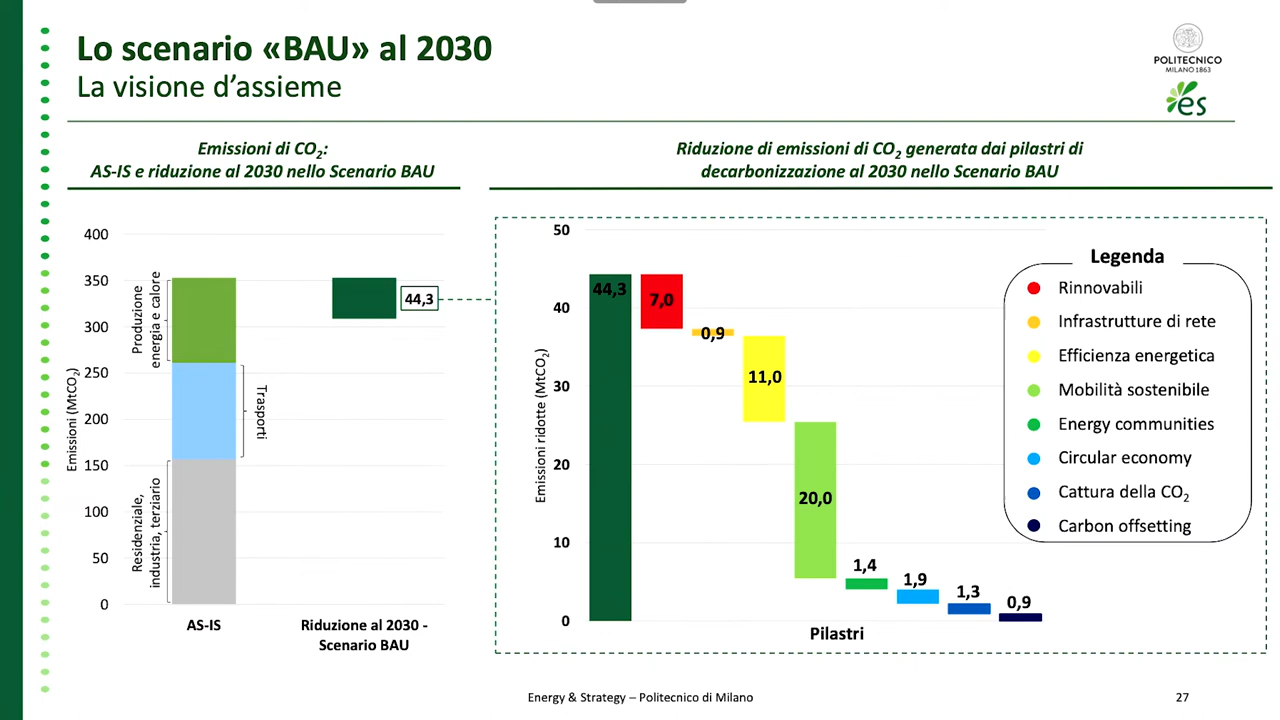 Lo scenario «BAU» al 2030
La visione d'assieme
POLITECNICO
MILANO 1863
es
Emissioni di CO₂:
AS-IS e riduzione al 2030 nello Scenario BAU
Riduzione di emissioni di CO₂ generata dai pilastri di
decarbonizzazione al 2030 nello Scenario BAU
Emissioni (MtCO₂)
400
350
300
250
200
150
100
50
0
Produzione
energia e calore
Trasporti
Residenziale,
industria, terziario
44,3
AS-IS
Riduzione al 2030 -
Scenario BAU
Emissioni ridotte (MtCO₂)
50
40
30
20
10
0
44,3
7,0
0,9
11,0
20,0
1,4
1,9
1,3
0,9
Pilastri
Legenda
Rinnovabili
Infrastrutture di rete
Efficienza energetica
Mobilità sostenibile
Energy communities
Circular economy
Cattura della CO₂
Carbon offsetting
Energy & Strategy – Politecnico di Milano
27